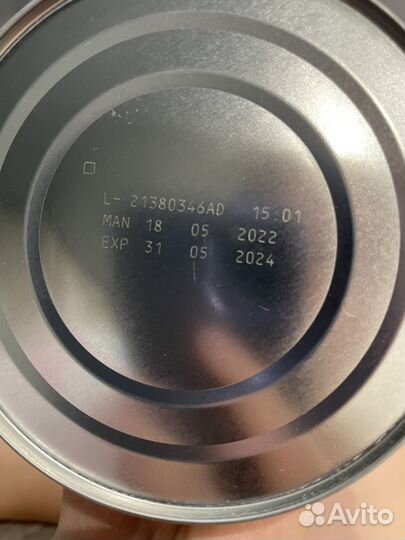 L- 21380346AD 15:01
MAN 18 05 2022
EXP 31 05 2024
Avito